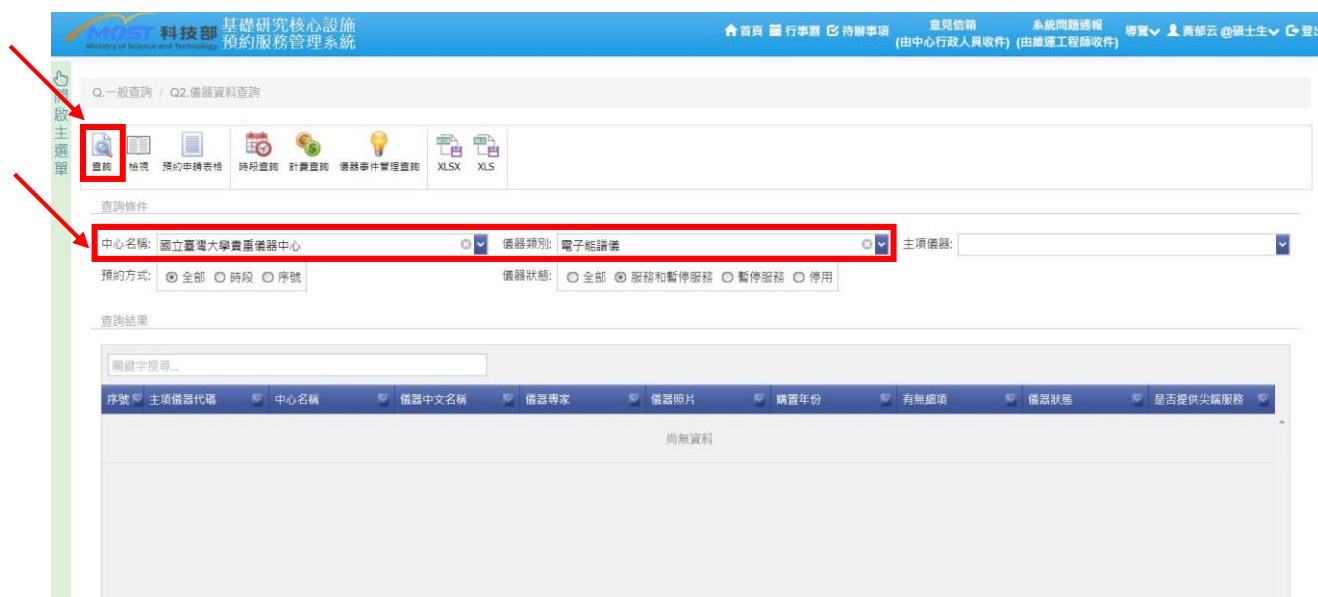 MOST 科技部 基礎研究核心設施
Ministry of Science and Technology 預約服務管理系統
首頁 行事曆 待辦事項 意見信箱 系統問題通報 導覽 黃郁云 @碩士生 登出
(由中心行政人員收件) (由維運工程師收件)
開啟主選單
Q.一般查詢 / Q2.儀器資料查詢
查詢 檢視 預約申請表格 時段查詢 計費查詢 儀器事件管理查詢 XLSX XLS
查詢條件
中心名稱: 國立臺灣大學貴重儀器中心 儀器類別: 電子能譜儀 主項儀器:
預約方式: 全部 時段 序號 儀器狀態: 全部 服務和暫停服務 暫停服務 停用
查詢結果
關鍵字搜尋...
序號 主項儀器代碼 中心名稱 儀器中文名稱 儀器專家 儀器照片 購置年份 有無細項 儀器狀態 是否提供尖端服務
尚無資料